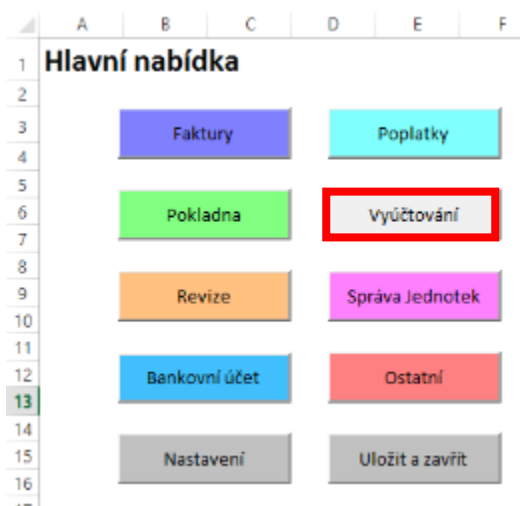 A B C D E F
1 Hlavní nabídka
2
3 Faktury Poplatky
4
5
6 Pokladna Vyúčtování
7
8
9 Revize Správa Jednotek
10
11
12 Bankovní účet Ostatní
13
14
15 Nastavení Uložit a zavřít
16